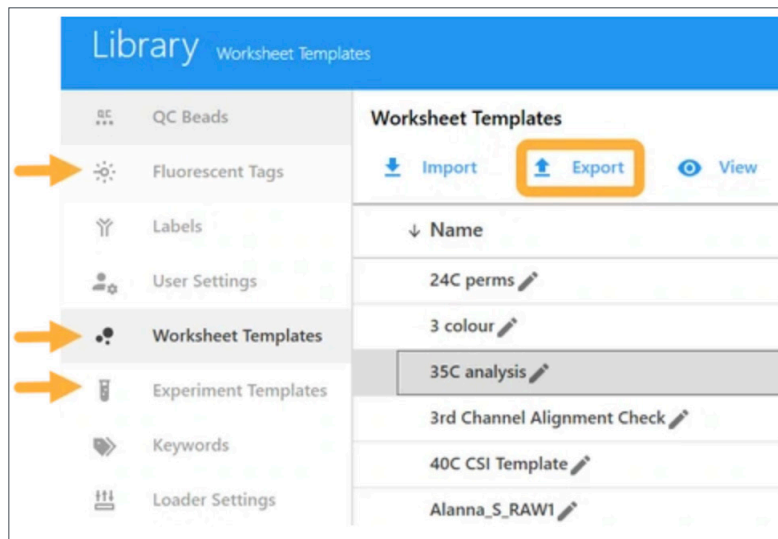 Library Worksheet Templates
QC QC Beads
Fluorescent Tags
Labels
User Settings
Worksheet Templates
Experiment Templates
Keywords
Loader Settings
Worksheet Templates
Import Export View
Name
24C perms
3 colour
35C analysis
3rd Channel Alignment Check
40C CSI Template
Alanna_S_RAW1